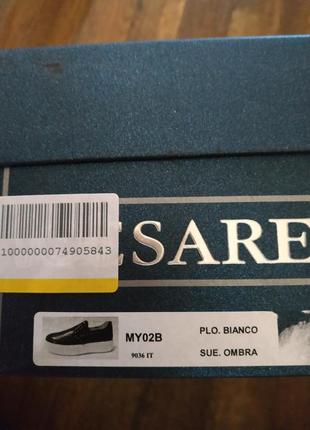 1000000074905843
ESARE
MY02B
9036 IT
PLO. BIANCO
SUE. OMBRA